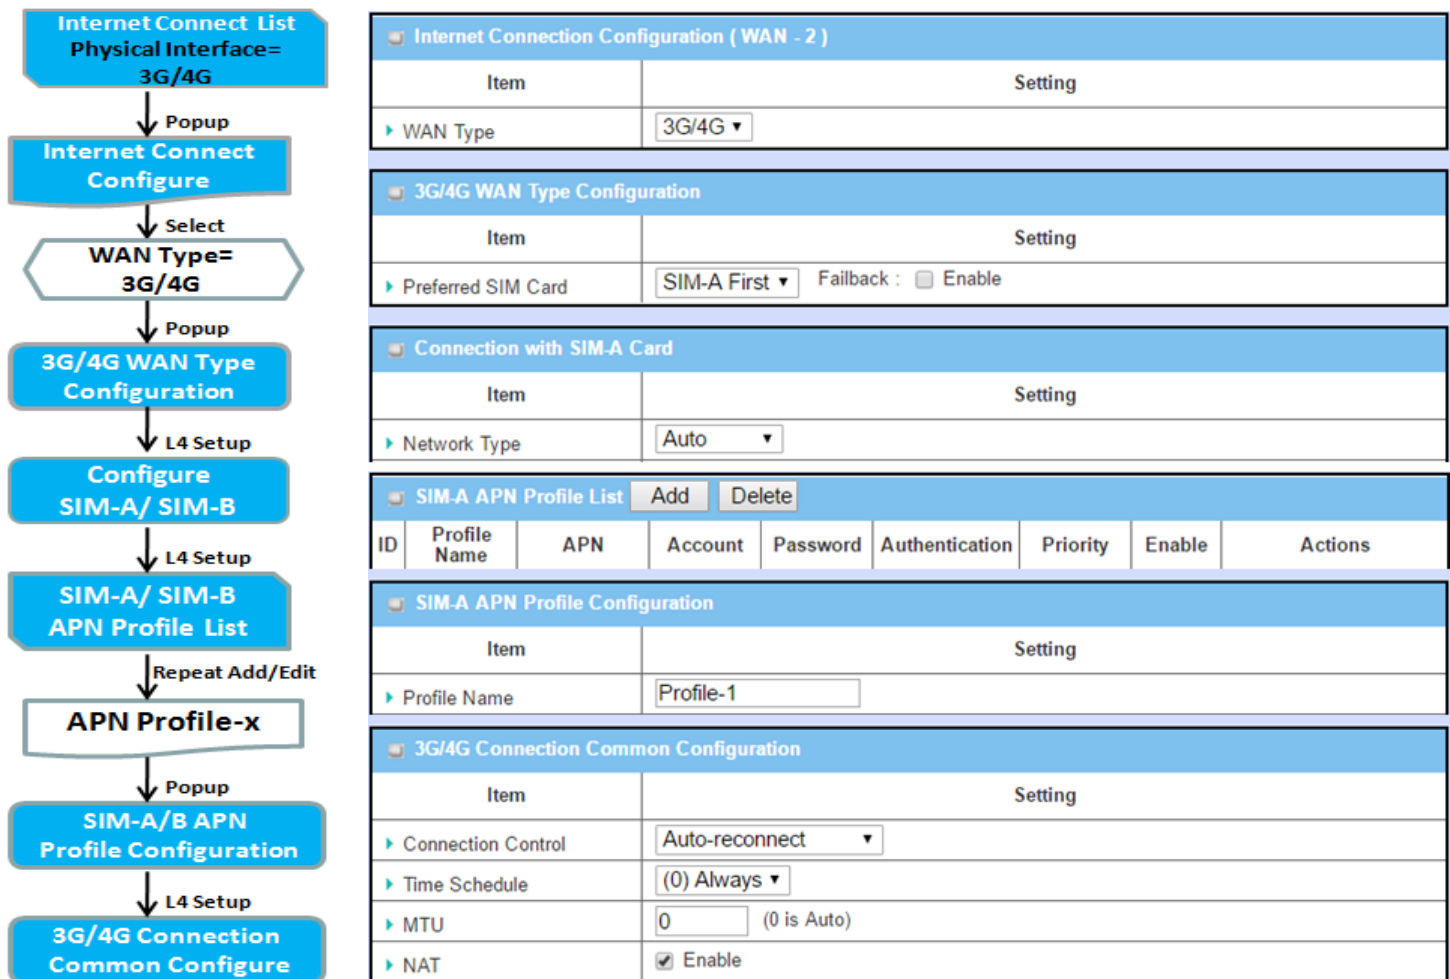 Internet Connect List
Physical Interface=
3G/4G
Popup
Internet Connect
Configure
Select
WAN Type=
3G/4G
Popup
3G/4G WAN Type
Configuration
L4 Setup
Configure
SIM-A/ SIM-B
L4 Setup
SIM-A/ SIM-B
APN Profile List
Repeat Add/Edit
APN Profile-x
Popup
SIM-A/B APN
Profile Configuration
L4 Setup
3G/4G Connection
Common Configure
Internet Connection Configuration ( WAN - 2 )
Item Setting
WAN Type 3G/4G
3G/4G WAN Type Configuration
Item Setting
Preferred SIM Card SIM-A First Failback : Enable
Connection with SIM-A Card
Item Setting
Network Type Auto
SIM-A APN Profile List Add Delete
ID Profile Name APN Account Password Authentication Priority Enable Actions
SIM-A APN Profile Configuration
Item Setting
Profile Name Profile-1
3G/4G Connection Common Configuration
Item Setting
Connection Control Auto-reconnect
Time Schedule (0) Always
MTU 0 (0 is Auto)
NAT Enable